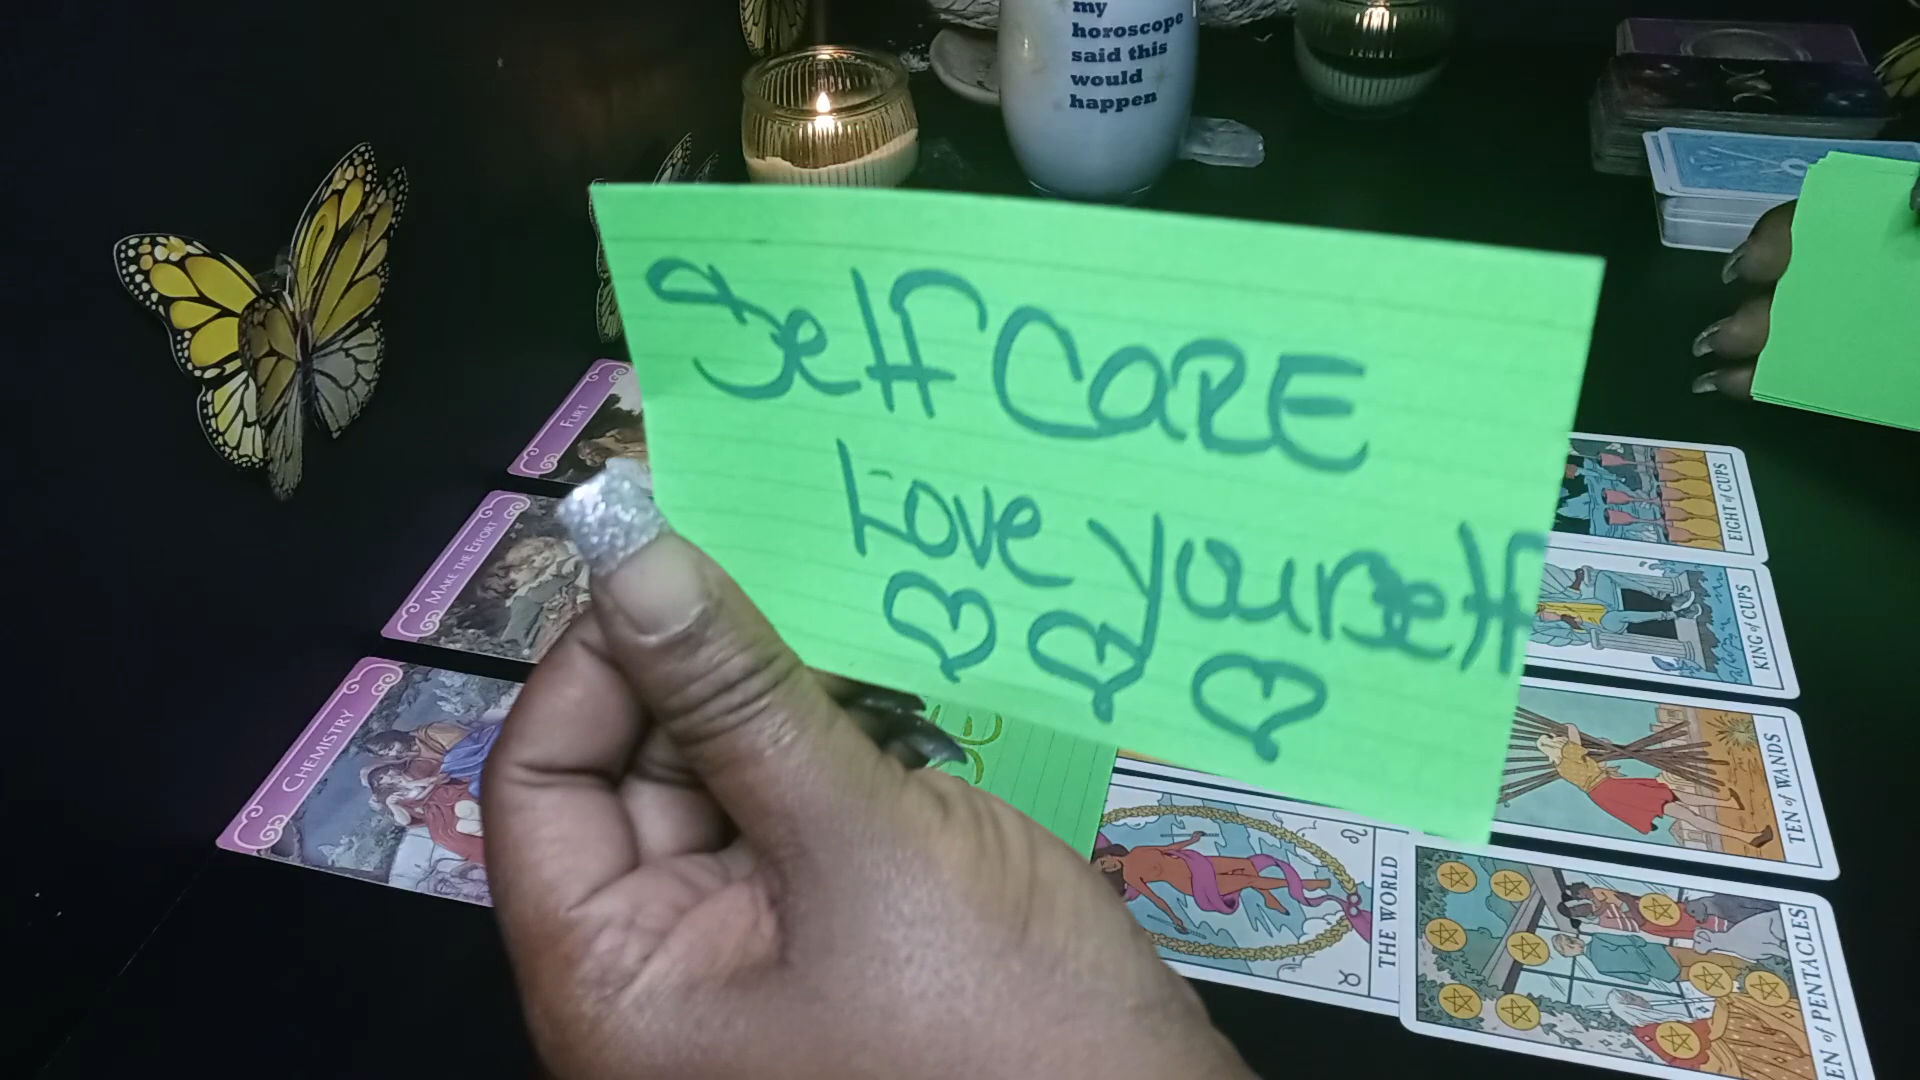 my
horoscope
said this
would
happen
Self CARE
Love yourself
FLIRT
MAKE THE EFFORT
CHEMISTRY
EIGHT of CUPS
KING of CUPS
TEN of WANDS
THE WORLD
EN of PENTACLES